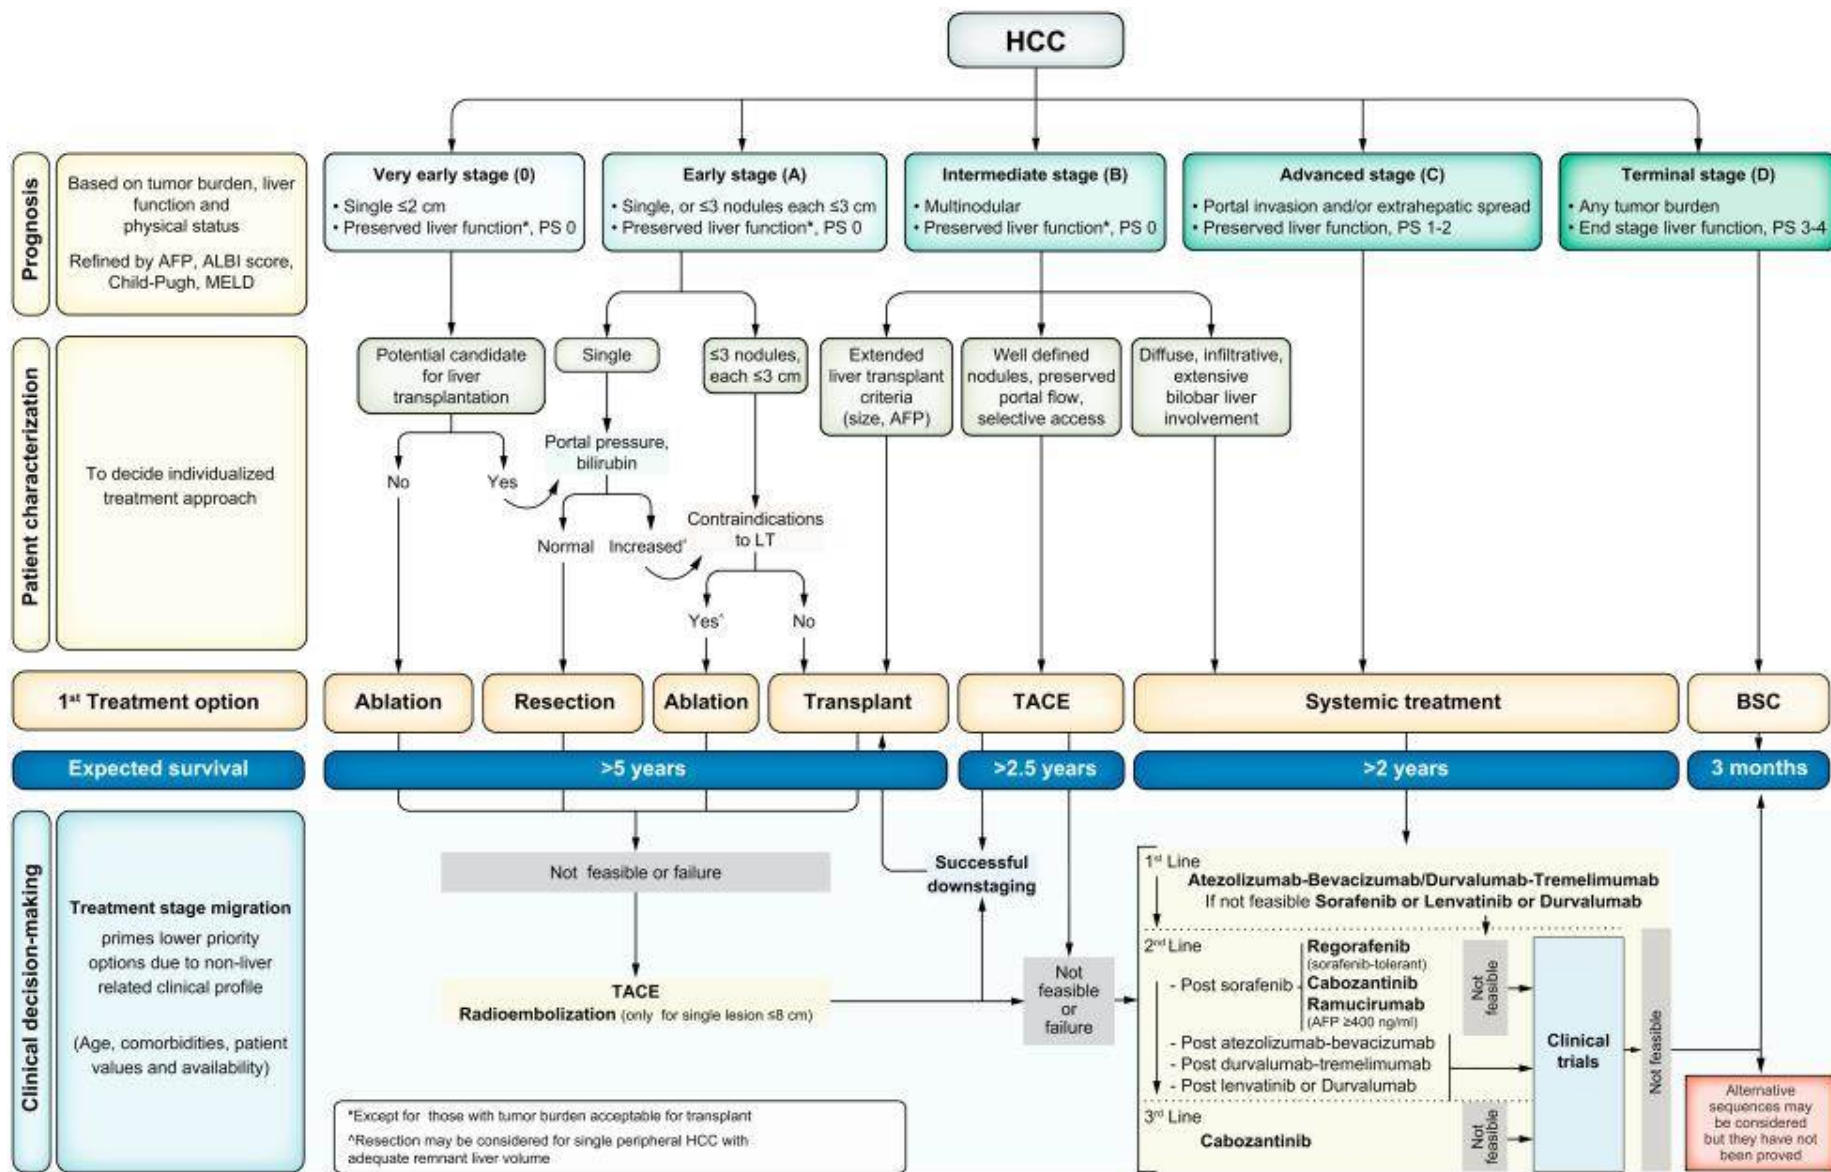 HCC
Prognosis
Based on tumor burden, liver
function and
physical status
Refined by AFP, ALBI score,
Child-Pugh, MELD
Very early stage (0)
• Single ≤2 cm
• Preserved liver function*, PS 0
Early stage (A)
• Single, or ≤3 nodules each ≤3 cm
• Preserved liver function*, PS 0
Intermediate stage (B)
• Multinodular
• Preserved liver function*, PS 0
Advanced stage (C)
• Portal invasion and/or extrahepatic spread
• Preserved liver function, PS 1-2
Terminal stage (D)
• Any tumor burden
• End stage liver function, PS 3-4
Patient characterization
To decide individualized
treatment approach
Potential candidate
for liver
transplantation
Single
≤3 nodules,
each ≤3 cm
Extended
liver transplant
criteria
(size, AFP)
Well defined
nodules, preserved
portal flow,
selective access
Diffuse, infiltrative,
extensive
bilobar liver
involvement
Portal pressure,
bilirubin
No
Yes
Contraindications
to LT
Normal
Increased
Yes^
No
1st Treatment option
Ablation
Resection
Ablation
Transplant
TACE
Systemic treatment
BSC
Expected survival
>5 years
>2.5 years
>2 years
3 months
Clinical decision-making
Treatment stage migration
primes lower priority
options due to non-liver
related clinical profile
(Age, comorbidities, patient
values and availability)
Not feasible or failure
Successful
downstaging
TACE
Radioembolization (only for single lesion ≤8 cm)
Not
feasible
or
failure
1st Line
Atezolizumab-Bevacizumab/Durvalumab-Tremelimumab
If not feasible Sorafenib or Lenvatinib or Durvalumab
2nd Line
- Post sorafenib
Regorafenib
(sorafenib-tolerant)
Cabozantinib
Ramucirumab
(AFP ≥400 ng/ml)
- Post atezolizumab-bevacizumab
- Post durvalumab-tremelimumab
- Post lenvatinib or Durvalumab
Not
feasible
Clinical
trials
Not feasible
3rd Line
Cabozantinib
Not
feasible
Alternative
sequences may
be considered
but they have not
been proved
*Except for those with tumor burden acceptable for transplant
^Resection may be considered for single peripheral HCC with
adequate remnant liver volume